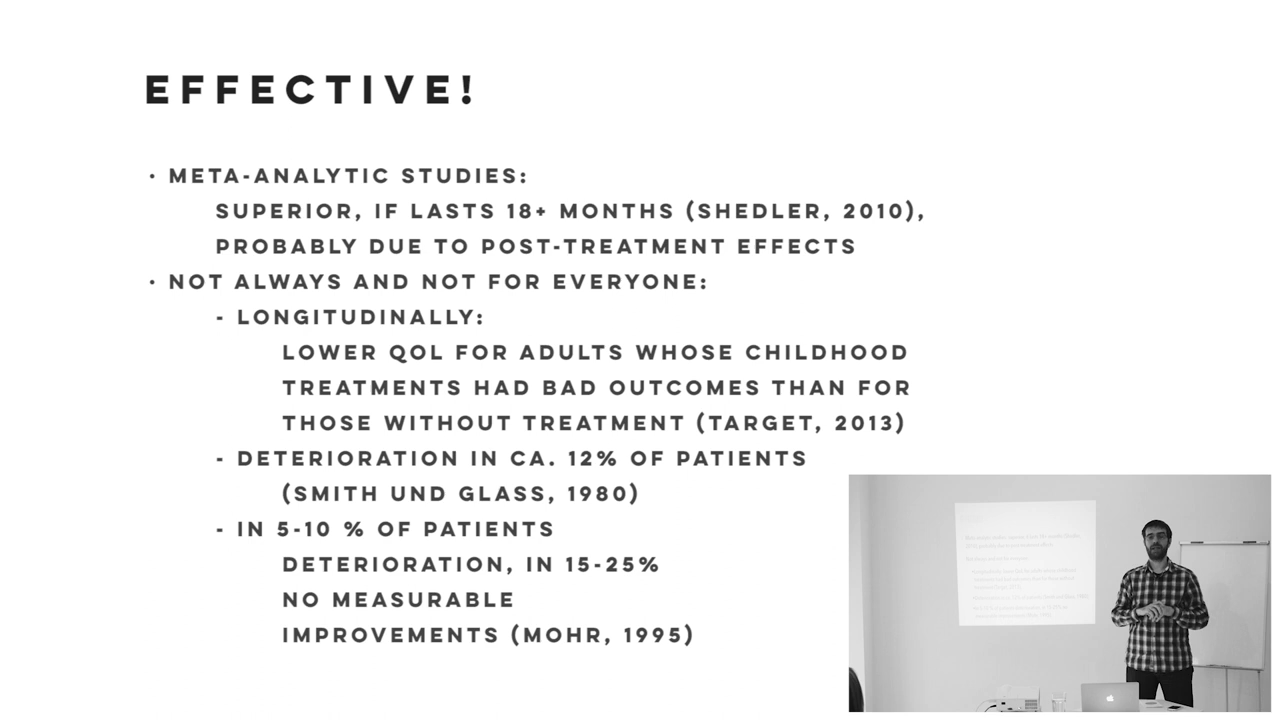 EFFECTIVE!
· META-ANALYTIC STUDIES:
SUPERIOR, IF LASTS 18+ MONTHS (SHEDLER, 2010),
PROBABLY DUE TO POST-TREATMENT EFFECTS
· NOT ALWAYS AND NOT FOR EVERYONE:
- LONGITUDINALLY:
LOWER QOL FOR ADULTS WHOSE CHILDHOOD
TREATMENTS HAD BAD OUTCOMES THAN FOR
THOSE WITHOUT TREATMENT (TARGET, 2013)
- DETERIORATION IN CA. 12% OF PATIENTS
(SMITH UND GLASS, 1980)
- IN 5-10 % OF PATIENTS
DETERIORATION, IN 15-25%
NO MEASURABLE
IMPROVEMENTS (MOHR, 1995)